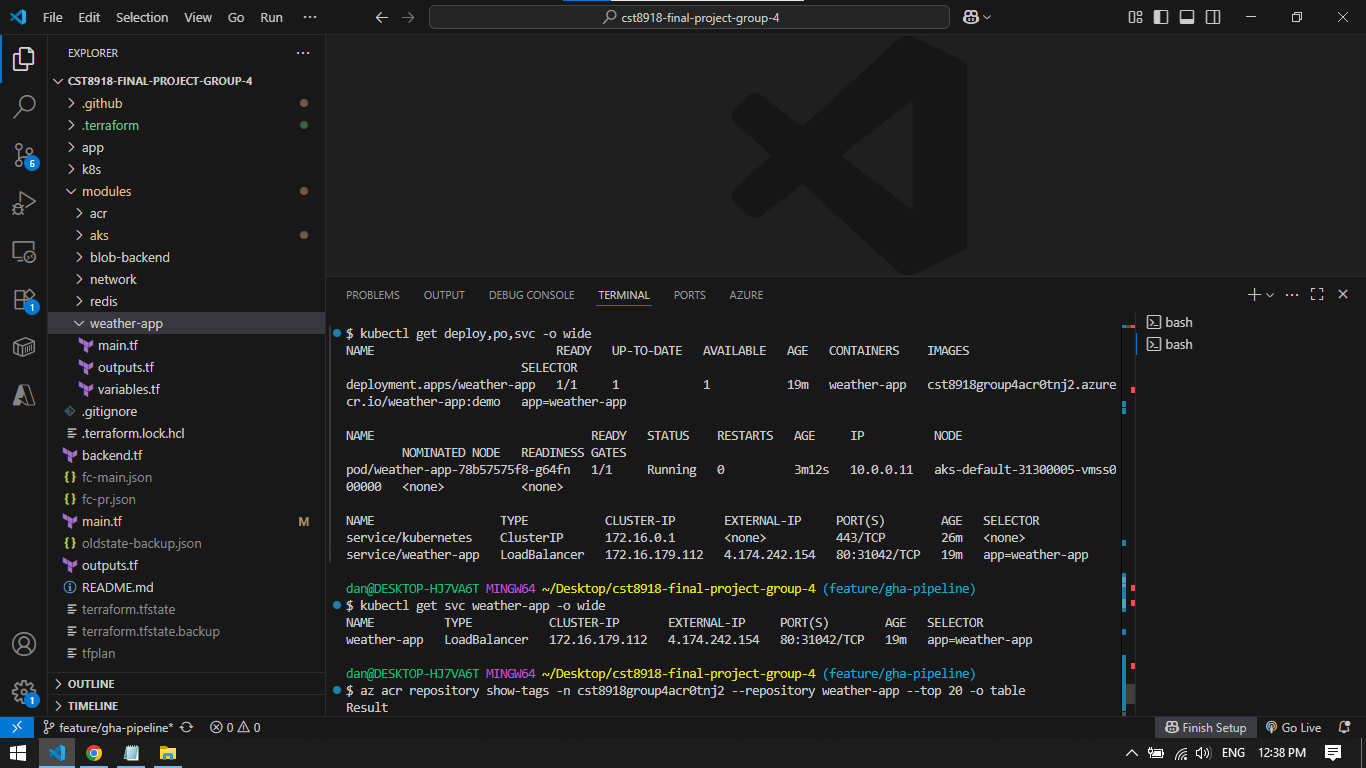 File Edit Selection View Go Run ··· cst8918-final-project-group-4
EXPLORER
CST8918-FINAL-PROJECT-GROUP-4
.github
.terraform
app
k8s
modules
acr
aks
blob-backend
network
redis
weather-app
main.tf
outputs.tf
variables.tf
.gitignore
.terraform.lock.hcl
backend.tf
fc-main.json
fc-pr.json
main.tf M
oldstate-backup.json
outputs.tf
README.md
terraform.tfstate
terraform.tfstate.backup
tfplan
OUTLINE
TIMELINE
6
1
1
PROBLEMS OUTPUT DEBUG CONSOLE TERMINAL PORTS AZURE
$ kubectl get deploy,po,svc -o wide
NAME READY UP-TO-DATE AVAILABLE AGE CONTAINERS IMAGES
SELECTOR
deployment.apps/weather-app 1/1 1 1 19m weather-app cst8918group4acr0tnj2.azure
cr.io/weather-app:demo app=weather-app
NAME READY STATUS RESTARTS AGE IP NODE
NOMINATED NODE READINESS GATES
pod/weather-app-78b57575f8-g64fn 1/1 Running 0 3m12s 10.0.0.11 aks-default-31300005-vmss0
00000 <none> <none>
NAME TYPE CLUSTER-IP EXTERNAL-IP PORT(S) AGE SELECTOR
service/kubernetes ClusterIP 172.16.0.1 <none> 443/TCP 26m <none>
service/weather-app LoadBalancer 172.16.179.112 4.174.242.154 80:31042/TCP 19m app=weather-app
dan@DESKTOP-HJ7VA6T MINGW64 ~/Desktop/cst8918-final-project-group-4 (feature/gha-pipeline)
$ kubectl get svc weather-app -o wide
NAME TYPE CLUSTER-IP EXTERNAL-IP PORT(S) AGE SELECTOR
weather-app LoadBalancer 172.16.179.112 4.174.242.154 80:31042/TCP 19m app=weather-app
dan@DESKTOP-HJ7VA6T MINGW64 ~/Desktop/cst8918-final-project-group-4 (feature/gha-pipeline)
$ az acr repository show-tags -n cst8918group4acr0tnj2 --repository weather-app --top 20 -o table
Result
bash
bash
feature/gha-pipeline* 0 0 Finish Setup Go Live
ENG 12:38 PM